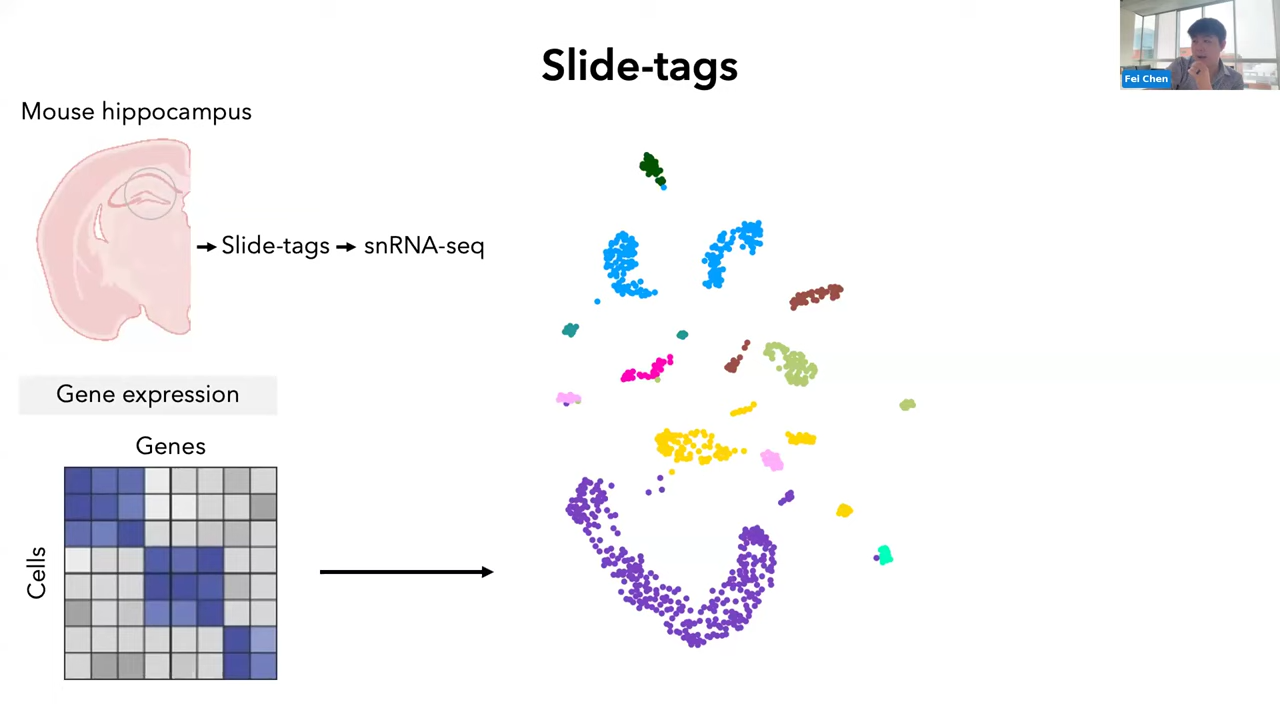 Slide-tags
Fei Chen
Mouse hippocampus
Slide-tags
snRNA-seq
Gene expression
Genes
Cells